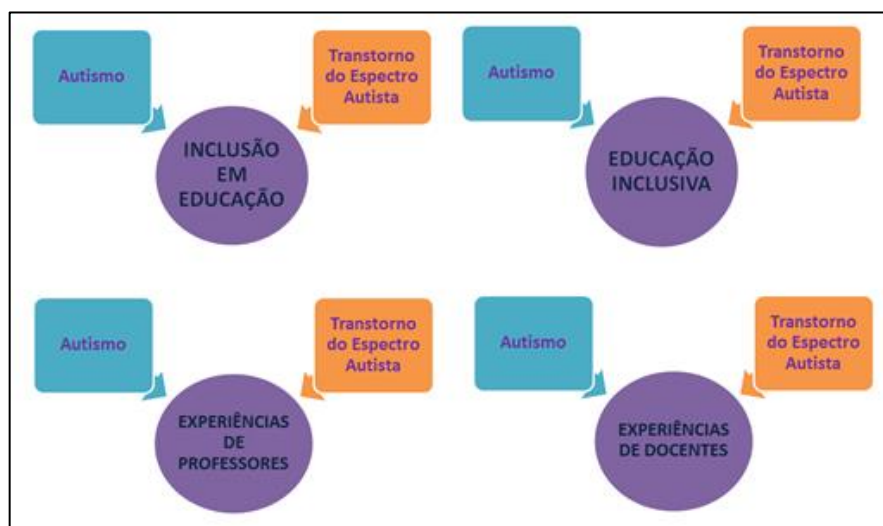 Autismo
Transtorno
do Espectro
Autista
INCLUSÃO
EM
EDUCAÇÃO
Autismo
Transtorno
do Espectro
Autista
EDUCAÇÃO
INCLUSIVA
Autismo
Transtorno
do Espectro
Autista
EXPERIÊNCIAS
DE
PROFESSORES
Autismo
Transtorno
do Espectro
Autista
EXPERIÊNCIAS
DE DOCENTES